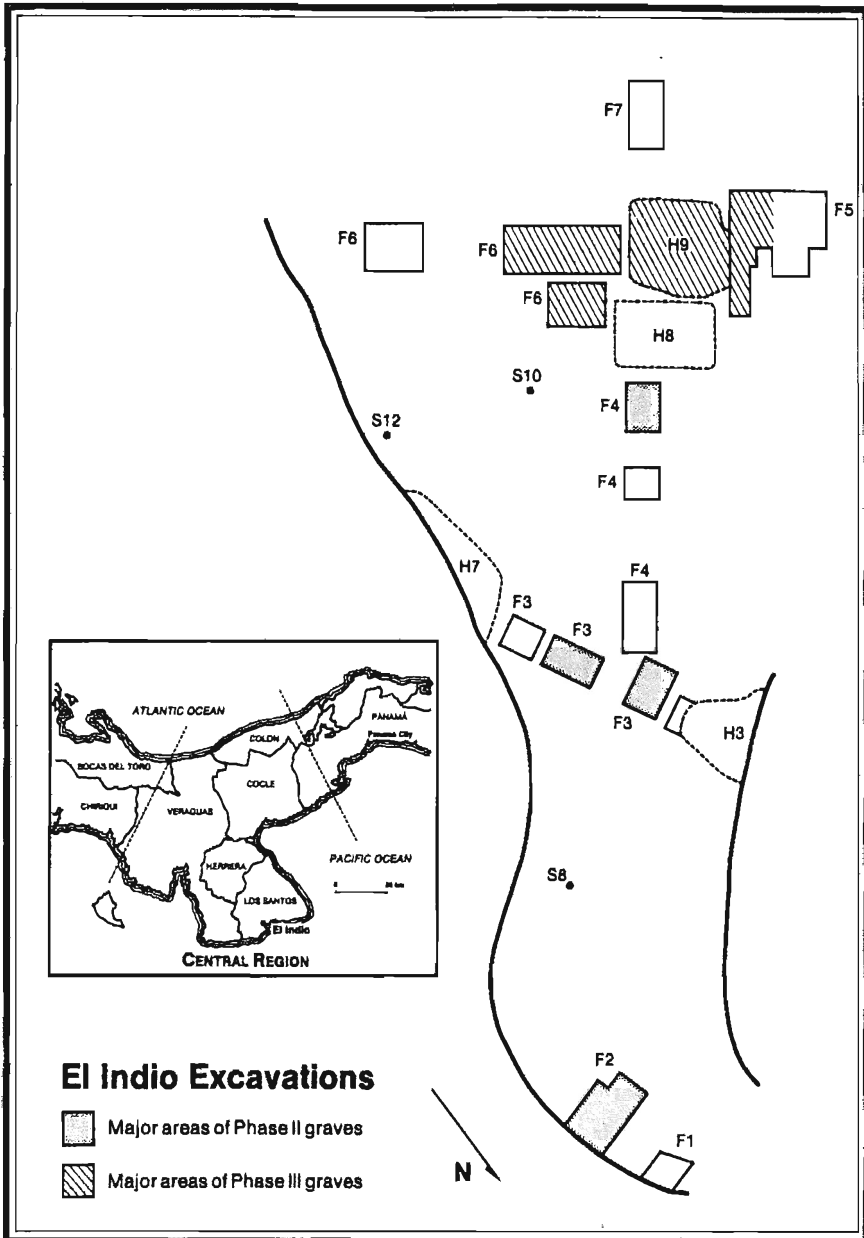 F7
F5
F6
F6
H9
F6
H8
S10
F4
S12
F4
H7
F4
F3
F3
F3
H3
ATLANTIC OCEAN
PANAMÁ
COLON
Panama City
BOCAS DEL TORO
COCLE
CHIRIQUI
VERAGUAS
PACIFIC OCEAN
HERRERA
LOS SANTOS
El Indio
CENTRAL REGION
S8
El Indio Excavations
F2
Major areas of Phase II graves
F1
Major areas of Phase III graves
N